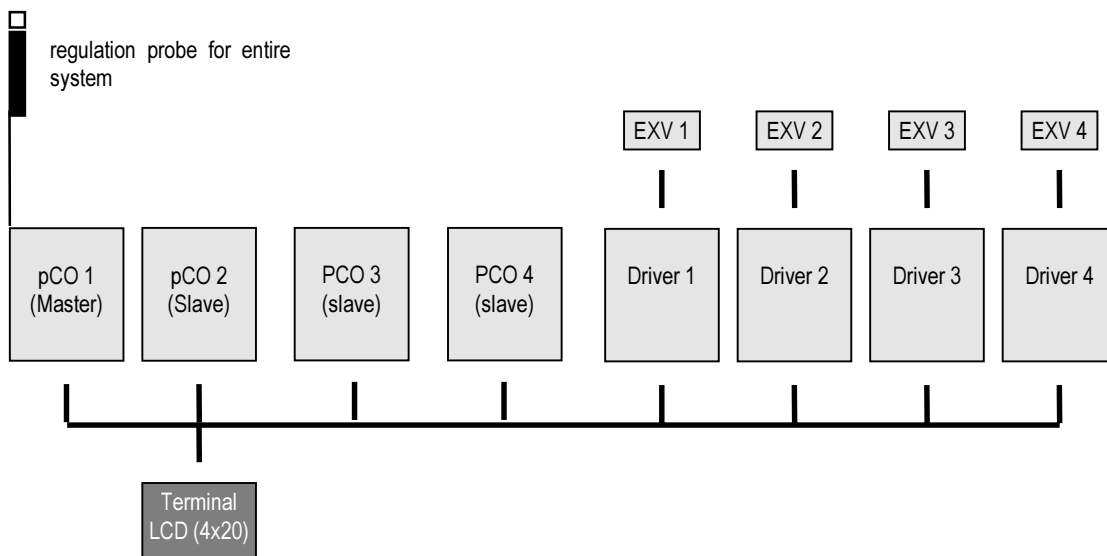 regulation probe for entire
system
EXV 1
EXV 2
EXV 3
EXV 4
pCO 1
(Master)
pCO 2
(Slave)
PCO 3
(slave)
PCO 4
(slave)
Driver 1
Driver 2
Driver 3
Driver 4
Terminal
LCD (4x20)